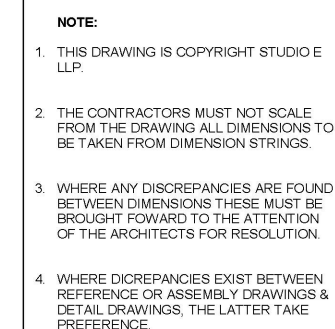 NOTE:
1. THIS DRAWING IS COPYRIGHT STUDIO E
LLP.
2. THE CONTRACTORS MUST NOT SCALE
FROM THE DRAWING ALL DIMENSIONS TO
BE TAKEN FROM DIMENSION STRINGS.
3. WHERE ANY DISCREPANCIES ARE FOUND
BETWEEN DIMENSIONS THESE MUST BE
BROUGHT FOWARD TO THE ATTENTION
OF THE ARCHITECTS FOR RESOLUTION.
4. WHERE DICREPANCIES EXIST BETWEEN
REFERENCE OR ASSEMBLY DRAWINGS &
DETAIL DRAWINGS, THE LATTER TAKE
PREFERENCE.